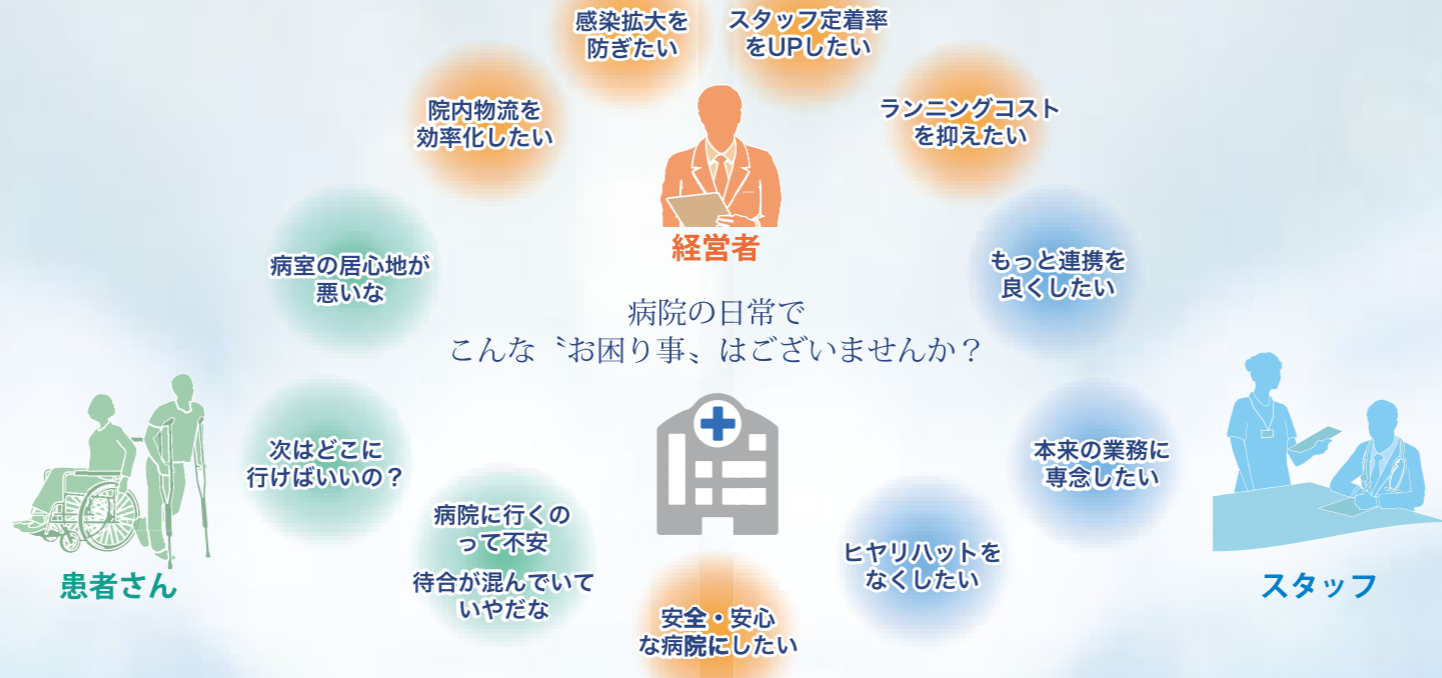 感染拡大を
防ぎたい
スタッフ定着率
をUPしたい
院内物流を
効率化したい
ランニングコスト
を抑えたい
経営者
病室の居心地が
悪いな
もっと連携を
良くしたい
病院の日常で
こんな〝お困り事〟はございませんか？
次はどこに
行けばいいの？
本来の業務に
専念したい
病院に行くの
って不安
待合が混んでいて
いやだな
ヒヤリハットを
なくしたい
患者さん
スタッフ
安全・安心
な病院にしたい